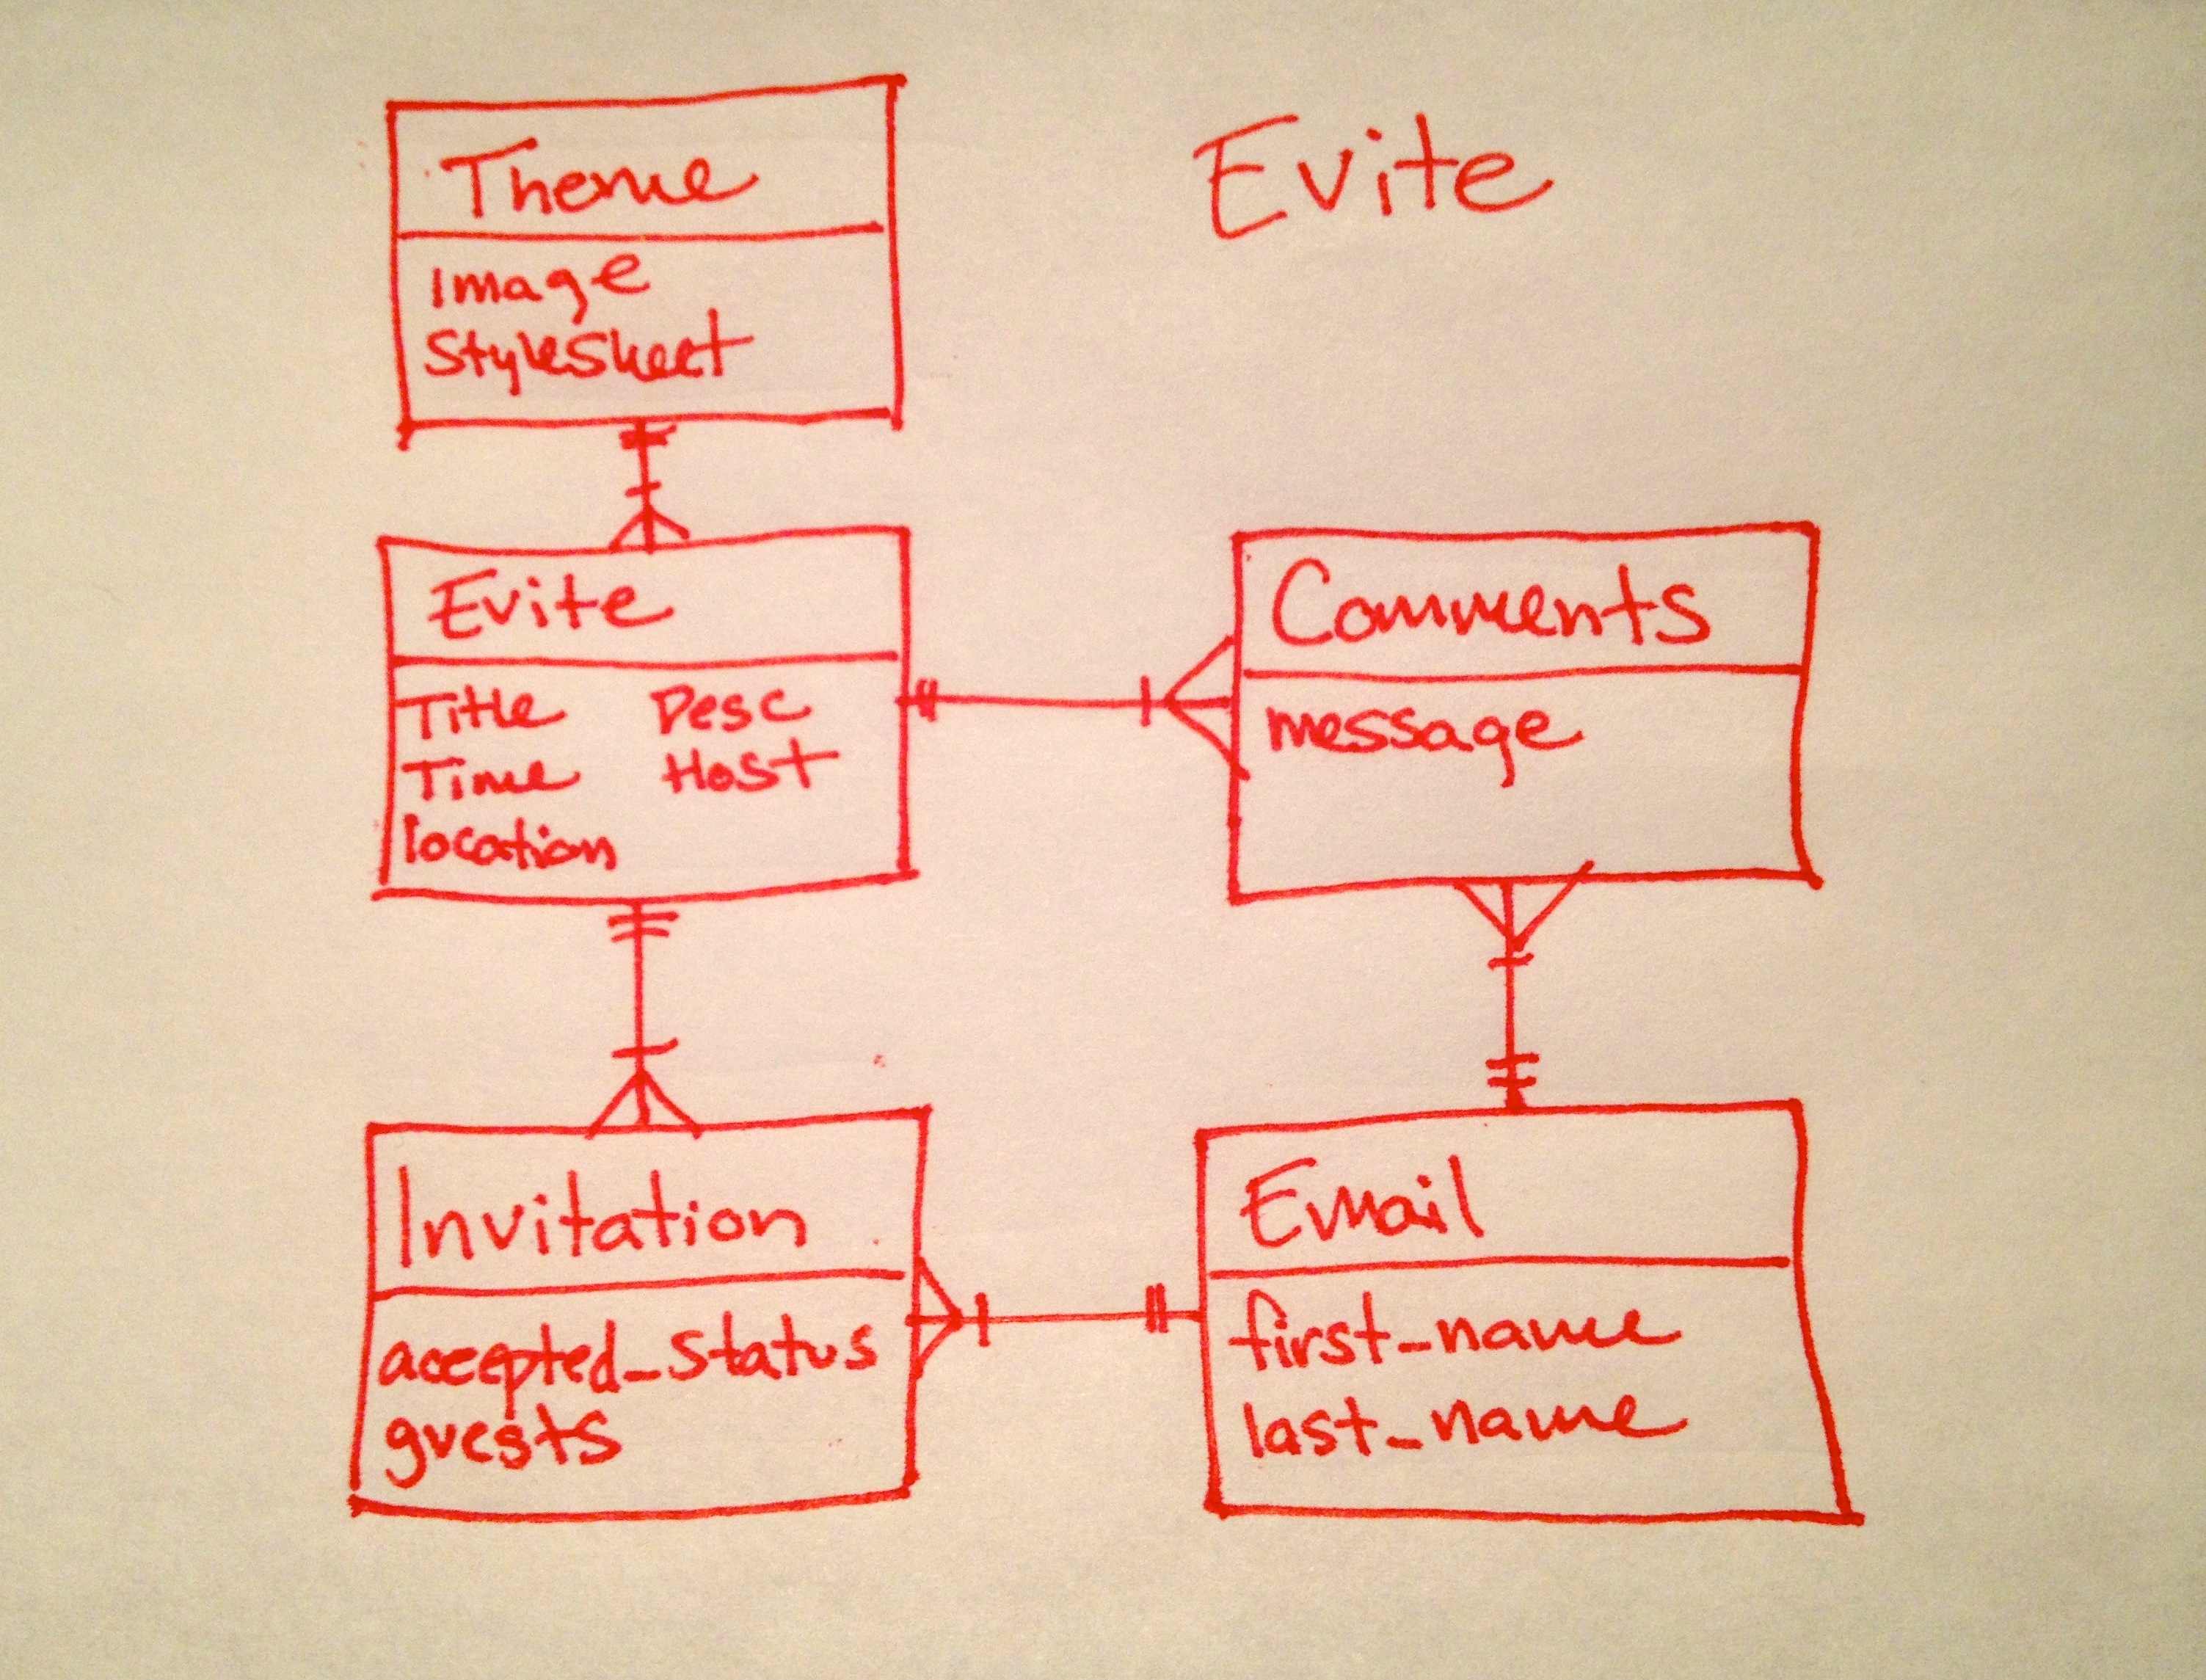 Theme
Image
StyleSheet
Evite
Evite
Title Desc
Time Host
location
Comments
message
Invitation
accepted_status
guests
Email
first_name
last_name